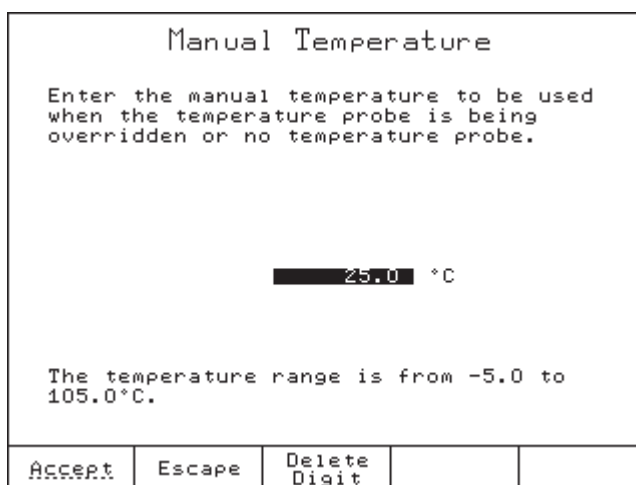 Manual Temperature
Enter the manual temperature to be used
when the temperature probe is being
overridden or no temperature probe.
25.0 °C
The temperature range is from -5.0 to
105.0°C.
Accept Escape Delete
Digit